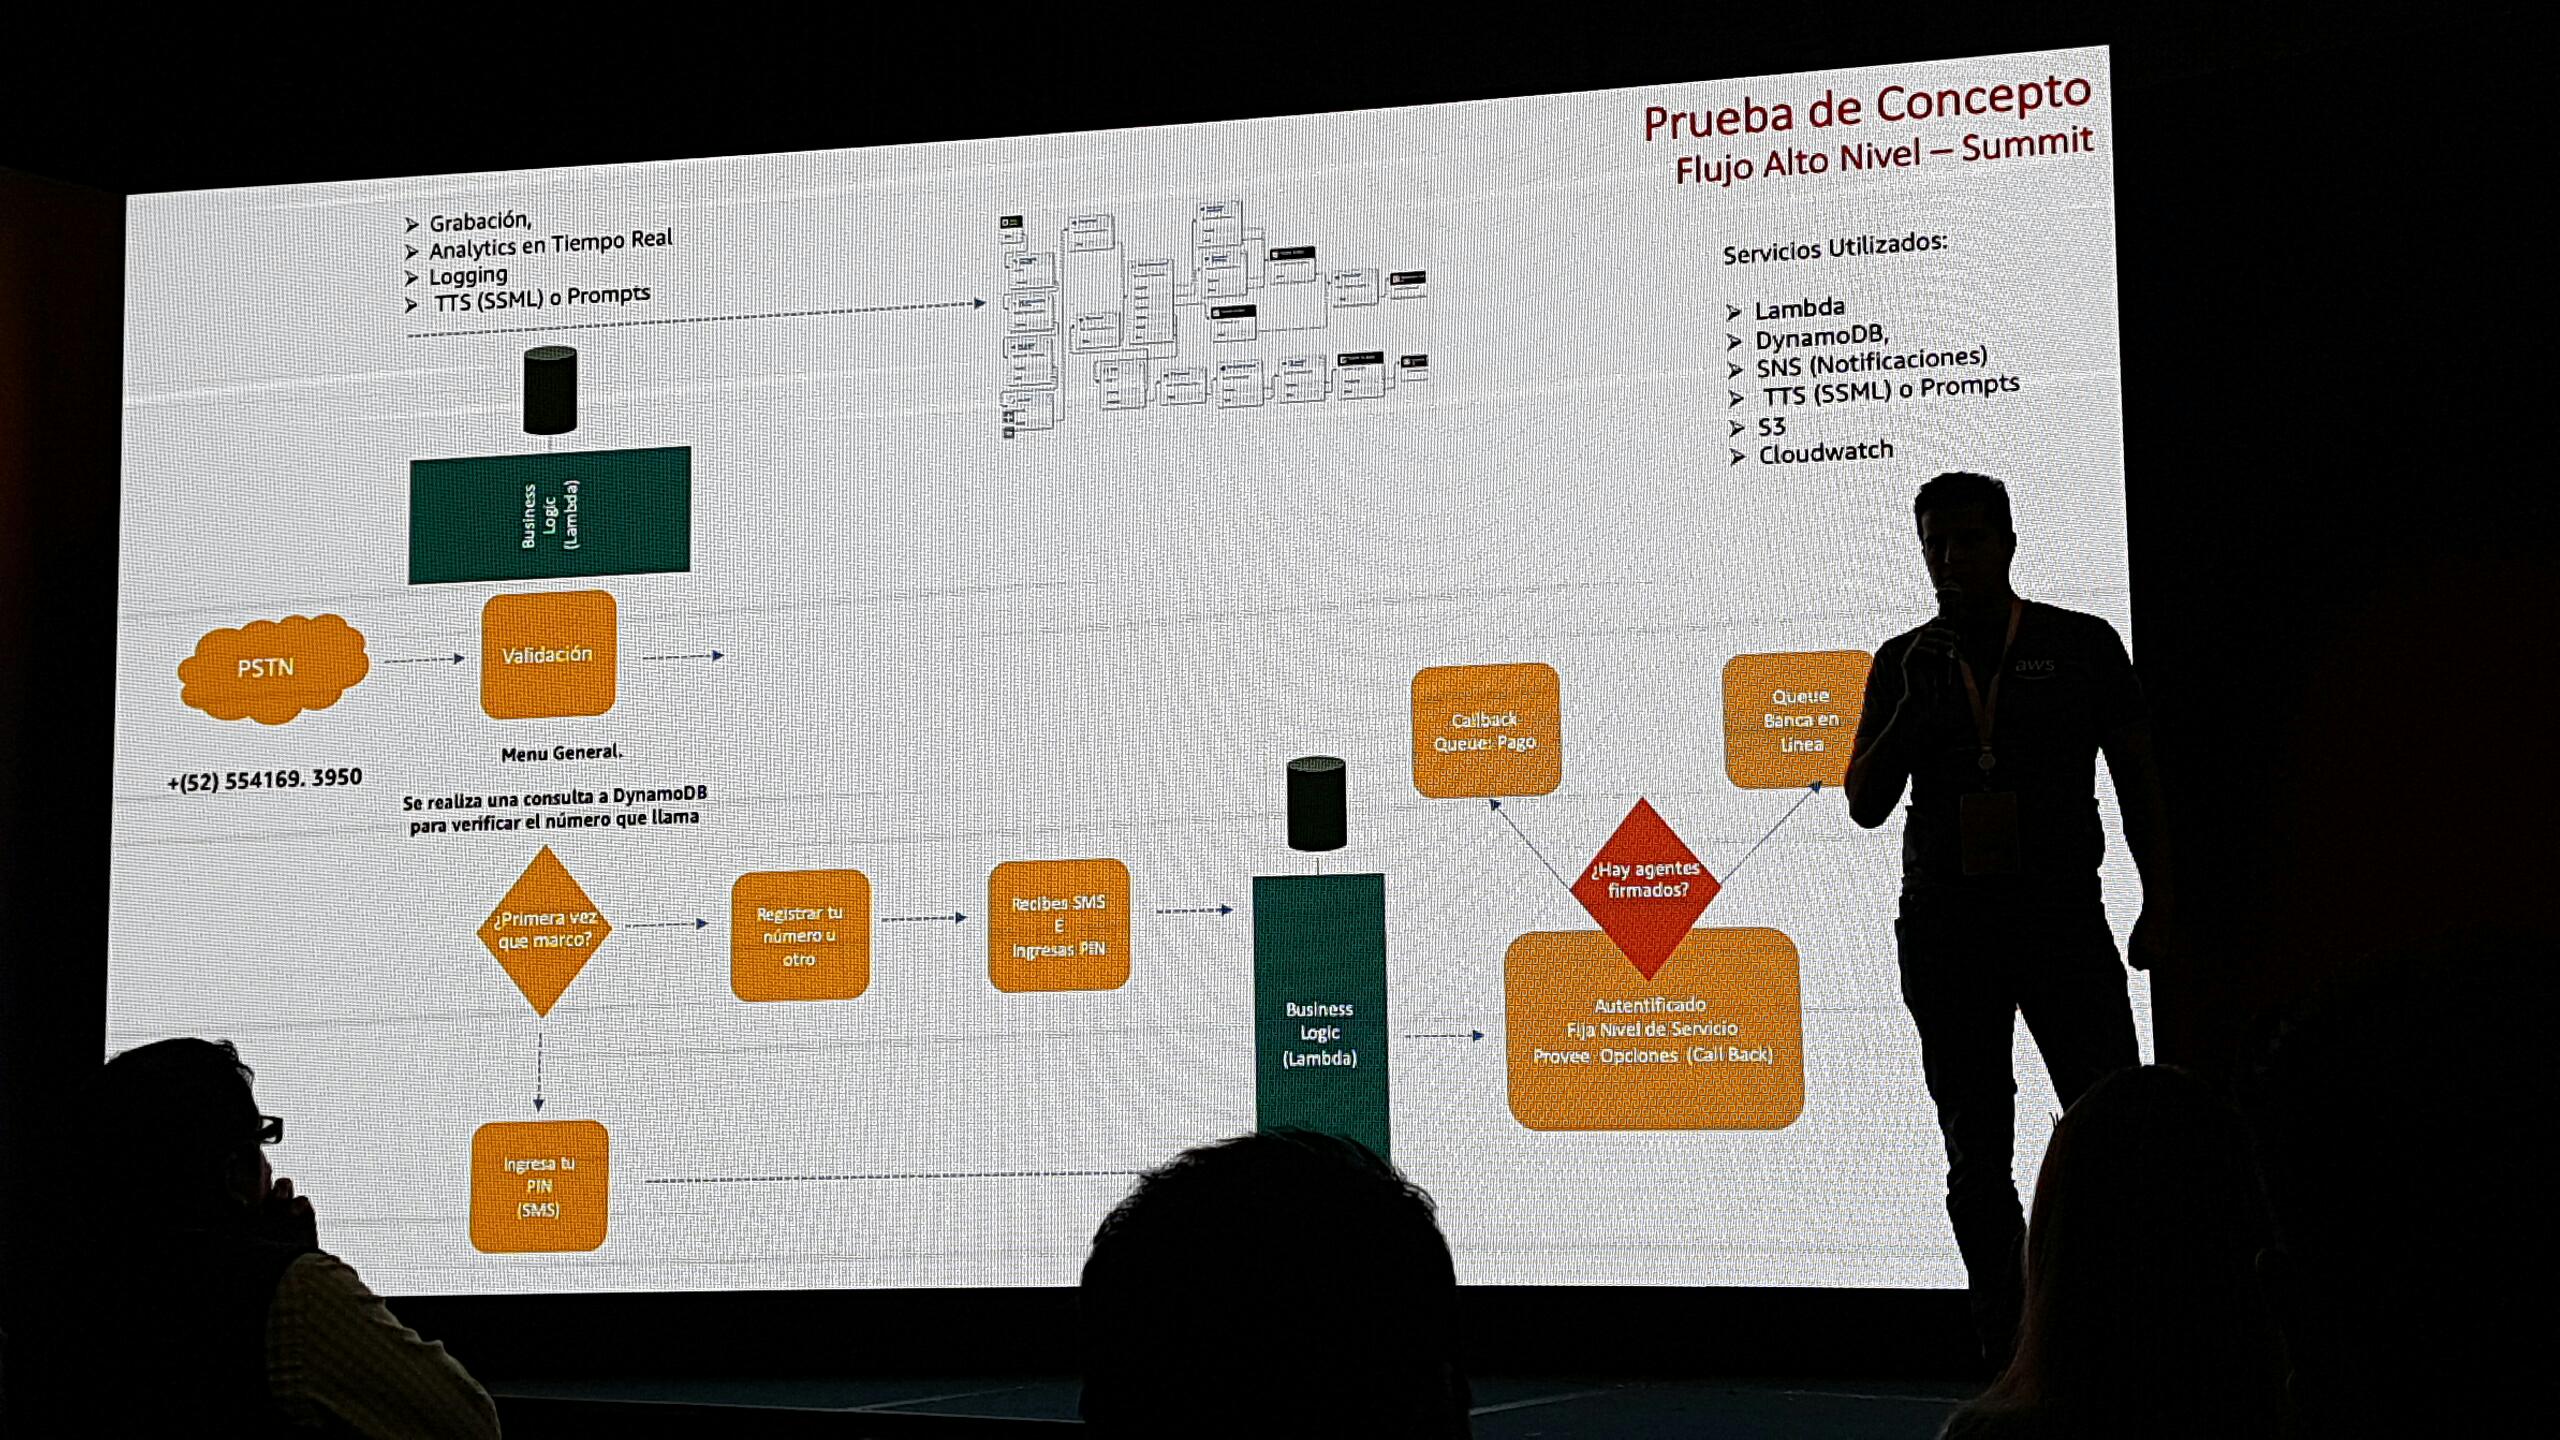 Prueba de Concepto
Flujo Alto Nivel – Summit
Grabación,
Analytics en Tiempo Real
Logging
TTS (SSML) o Prompts
Servicios Utilizados:
Lambda
DynamoDB,
SNS (Notificaciones)
TTS (SSML) o Prompts
S3
Cloudwatch
Business
Logic
(Lambda)
PSTN
Validación
+(52) 554169. 3950
Menu General.
Se realiza una consulta a DynamoDB
para verificar el número que llama
¿Primera vez
que marco?
Registrar tu
número u
otro
Recibes SMS
E
Ingresas PIN
Ingresa tu
PIN
(SMS)
Business
Logic
(Lambda)
Callback
Queue: Pago
Queue
Banca en
Linea
¿Hay agentes
firmados?
Autentificado
Fija Nivel de Servicio
Provee Opciones (Call Back)
aws